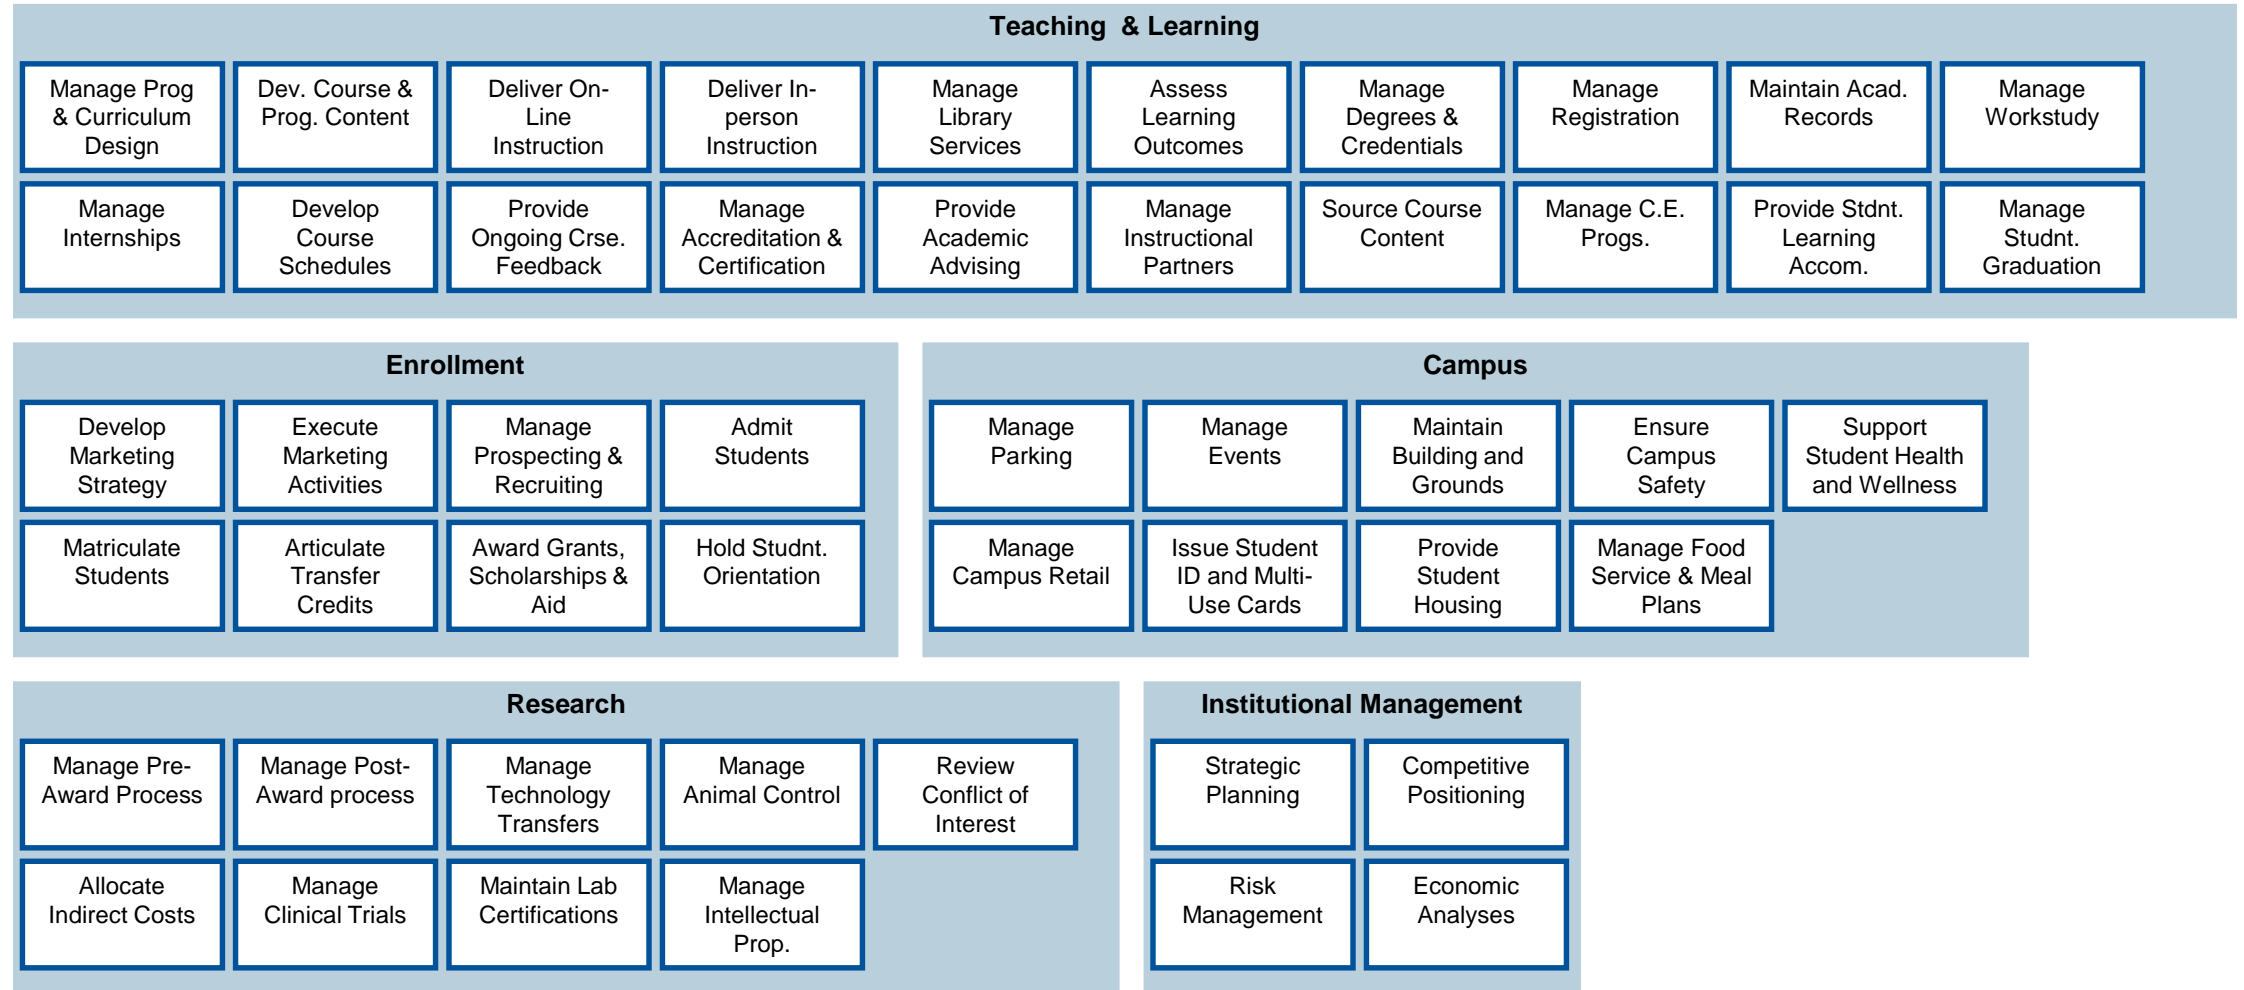 Teaching & Learning
Manage Prog
& Curriculum
Design
Dev. Course &
Prog. Content
Deliver On-
Line
Instruction
Deliver In-
person
Instruction
Manage
Library
Services
Assess
Learning
Outcomes
Manage
Degrees &
Credentials
Manage
Registration
Maintain Acad.
Records
Manage
Workstudy
Manage
Internships
Develop
Course
Schedules
Provide
Ongoing Crse.
Feedback
Manage
Accreditation &
Certification
Provide
Academic
Advising
Manage
Instructional
Partners
Source Course
Content
Manage C.E.
Progs.
Provide Stdnt.
Learning
Accom.
Manage
Studnt.
Graduation
Enrollment
Develop
Marketing
Strategy
Execute
Marketing
Activities
Manage
Prospecting &
Recruiting
Admit
Students
Matriculate
Students
Articulate
Transfer
Credits
Award Grants,
Scholarships &
Aid
Hold Studnt.
Orientation
Campus
Manage
Parking
Manage
Events
Maintain
Building and
Grounds
Ensure
Campus
Safety
Support
Student Health
and Wellness
Manage
Campus Retail
Issue Student
ID and Multi-
Use Cards
Provide
Student
Housing
Manage Food
Service & Meal
Plans
Research
Manage Pre-
Award Process
Manage Post-
Award process
Manage
Technology
Transfers
Manage
Animal Control
Review
Conflict of
Interest
Allocate
Indirect Costs
Manage
Clinical Trials
Maintain Lab
Certifications
Manage
Intellectual
Prop.
Institutional Management
Strategic
Planning
Competitive
Positioning
Risk
Management
Economic
Analyses